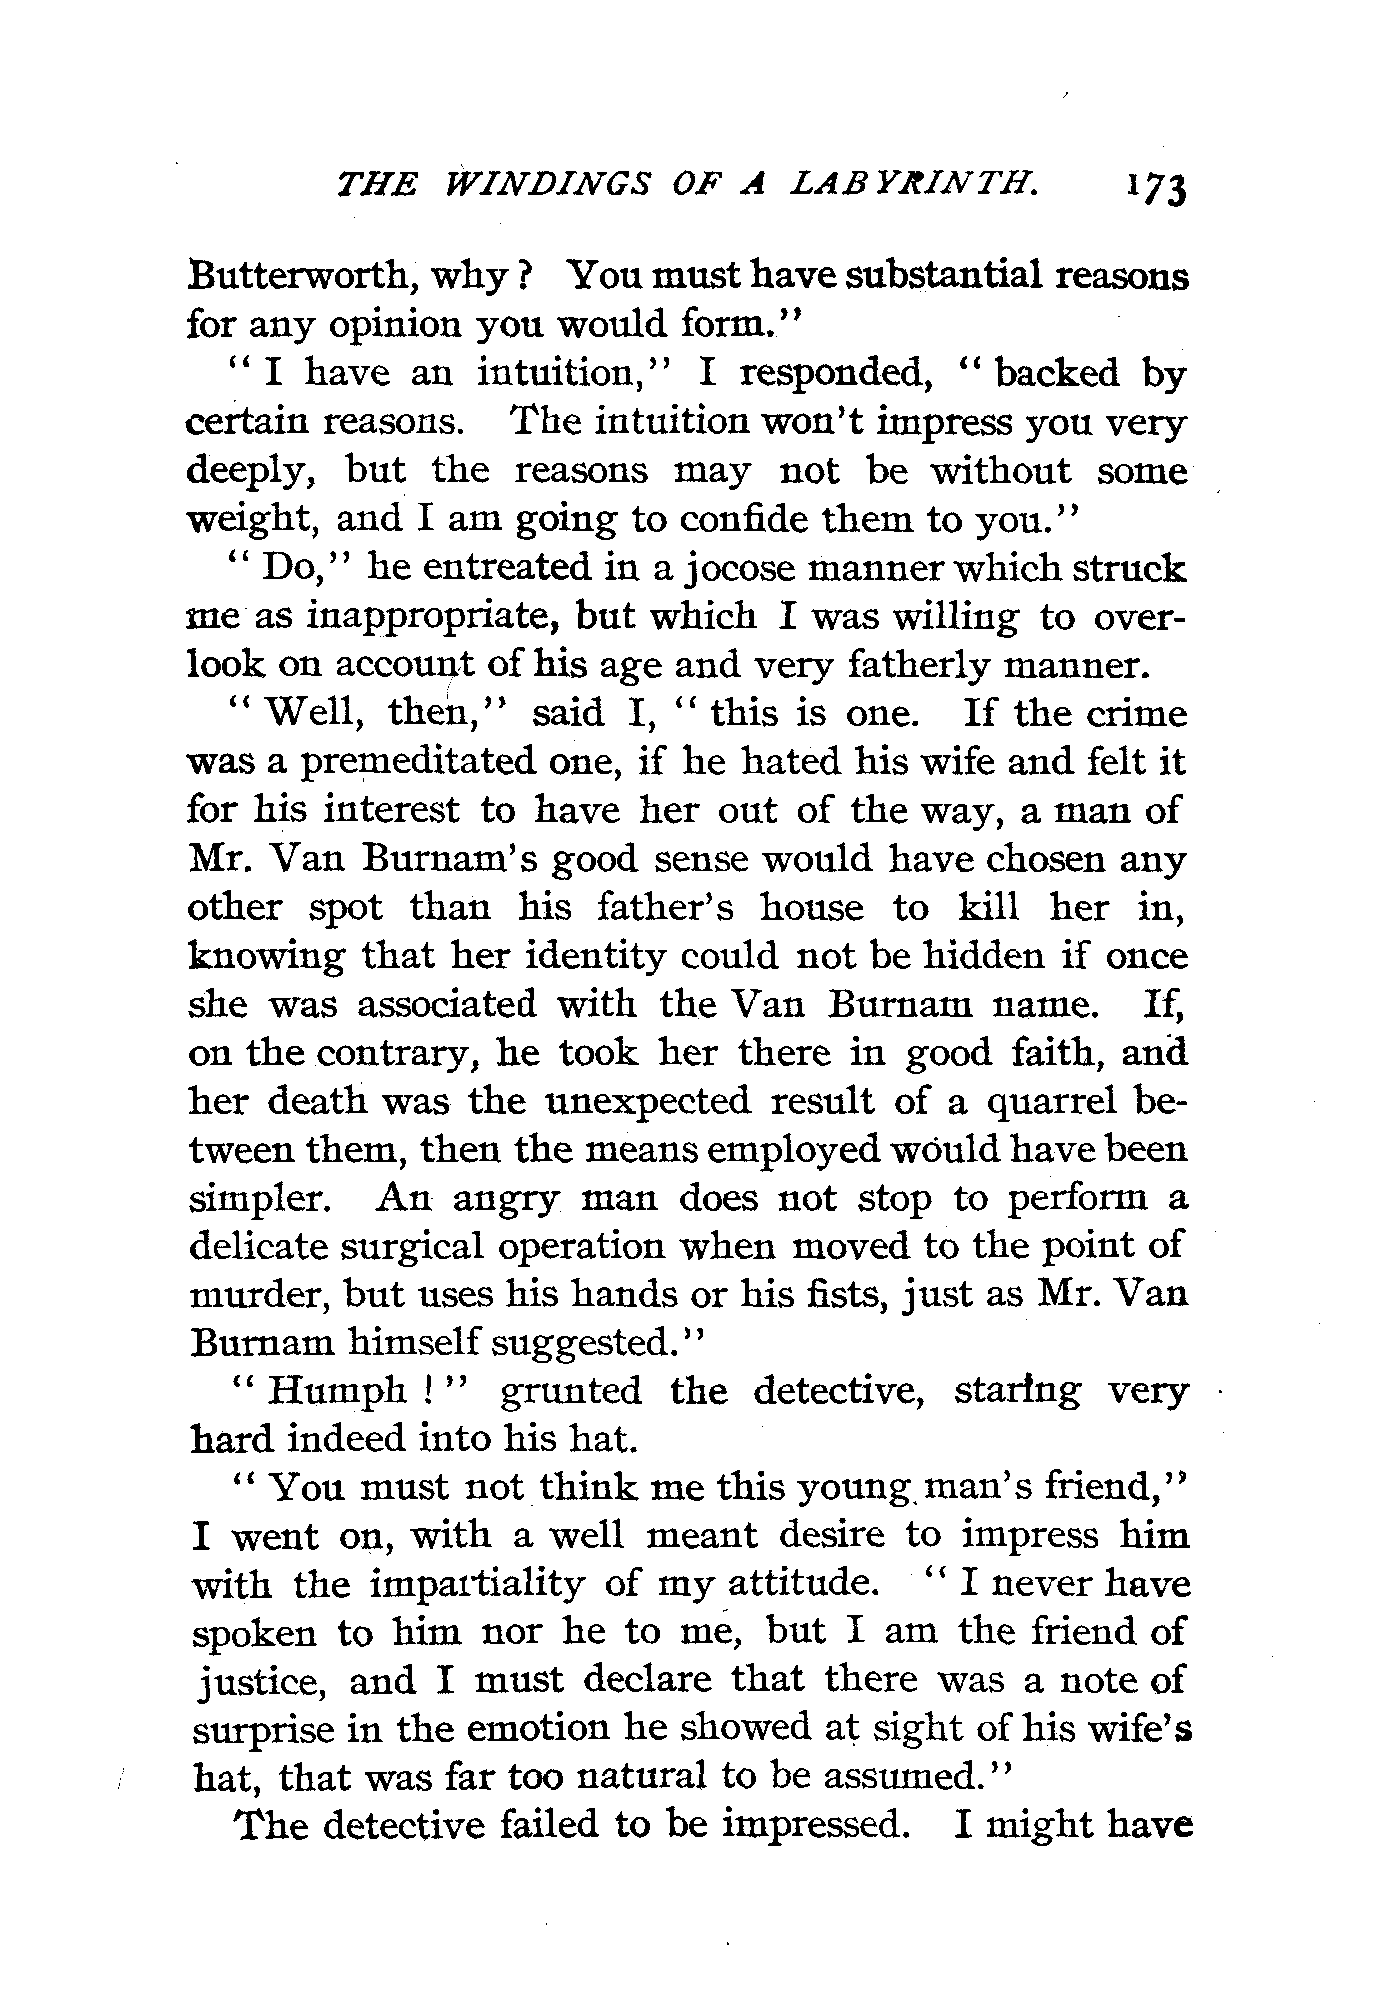 THE WINDINGS OF A LABYRINTH. 173
Butterworth, why? You must have substantial reasons
for any opinion you would form."
"I have an intuition," I responded, "backed by
certain reasons. The intuition won't impress you very
deeply, but the reasons may not be without some
weight, and I am going to confide them to you."
"Do," he entreated in a jocose manner which struck
me as inappropriate, but which I was willing to over-
look on account of his age and very fatherly manner.
"Well, then," said I, "this is one. If the crime
was a premeditated one, if he hated his wife and felt it
for his interest to have her out of the way, a man of
Mr. Van Burnam's good sense would have chosen any
other spot than his father's house to kill her in,
knowing that her identity could not be hidden if once
she was associated with the Van Burnam name. If,
on the contrary, he took her there in good faith, and
her death was the unexpected result of a quarrel be-
tween them, then the means employed would have been
simpler. An angry man does not stop to perform a
delicate surgical operation when moved to the point of
murder, but uses his hands or his fists, just as Mr. Van
Burnam himself suggested."
"Humph!" grunted the detective, staring very
hard indeed into his hat.
"You must not think me this young man's friend,"
I went on, with a well meant desire to impress him
with the impartiality of my attitude. "I never have
spoken to him nor he to me, but I am the friend of
justice, and I must declare that there was a note of
surprise in the emotion he showed at sight of his wife's
hat, that was far too natural to be assumed."
The detective failed to be impressed. I might have